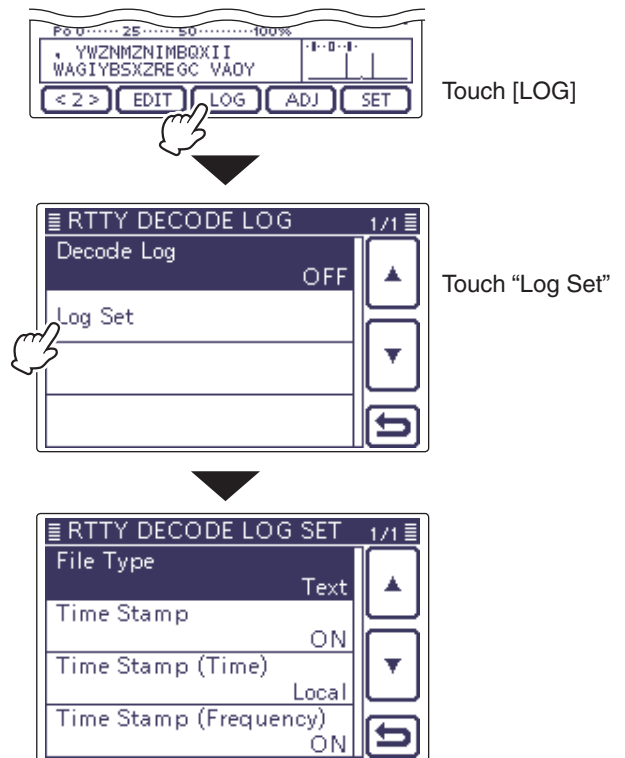 Po 0······25······50··········100%
, YWZNMZNIMBQXII
WAGIYBSXZREGC VAOY
<2> EDIT LOG ADJ SET
Touch [LOG]
RTTY DECODE LOG 1/1
Decode Log
OFF
Log Set
Touch “Log Set”
RTTY DECODE LOG SET 1/1
File Type
Text
Time Stamp
ON
Time Stamp (Time)
Local
Time Stamp (Frequency)
ON